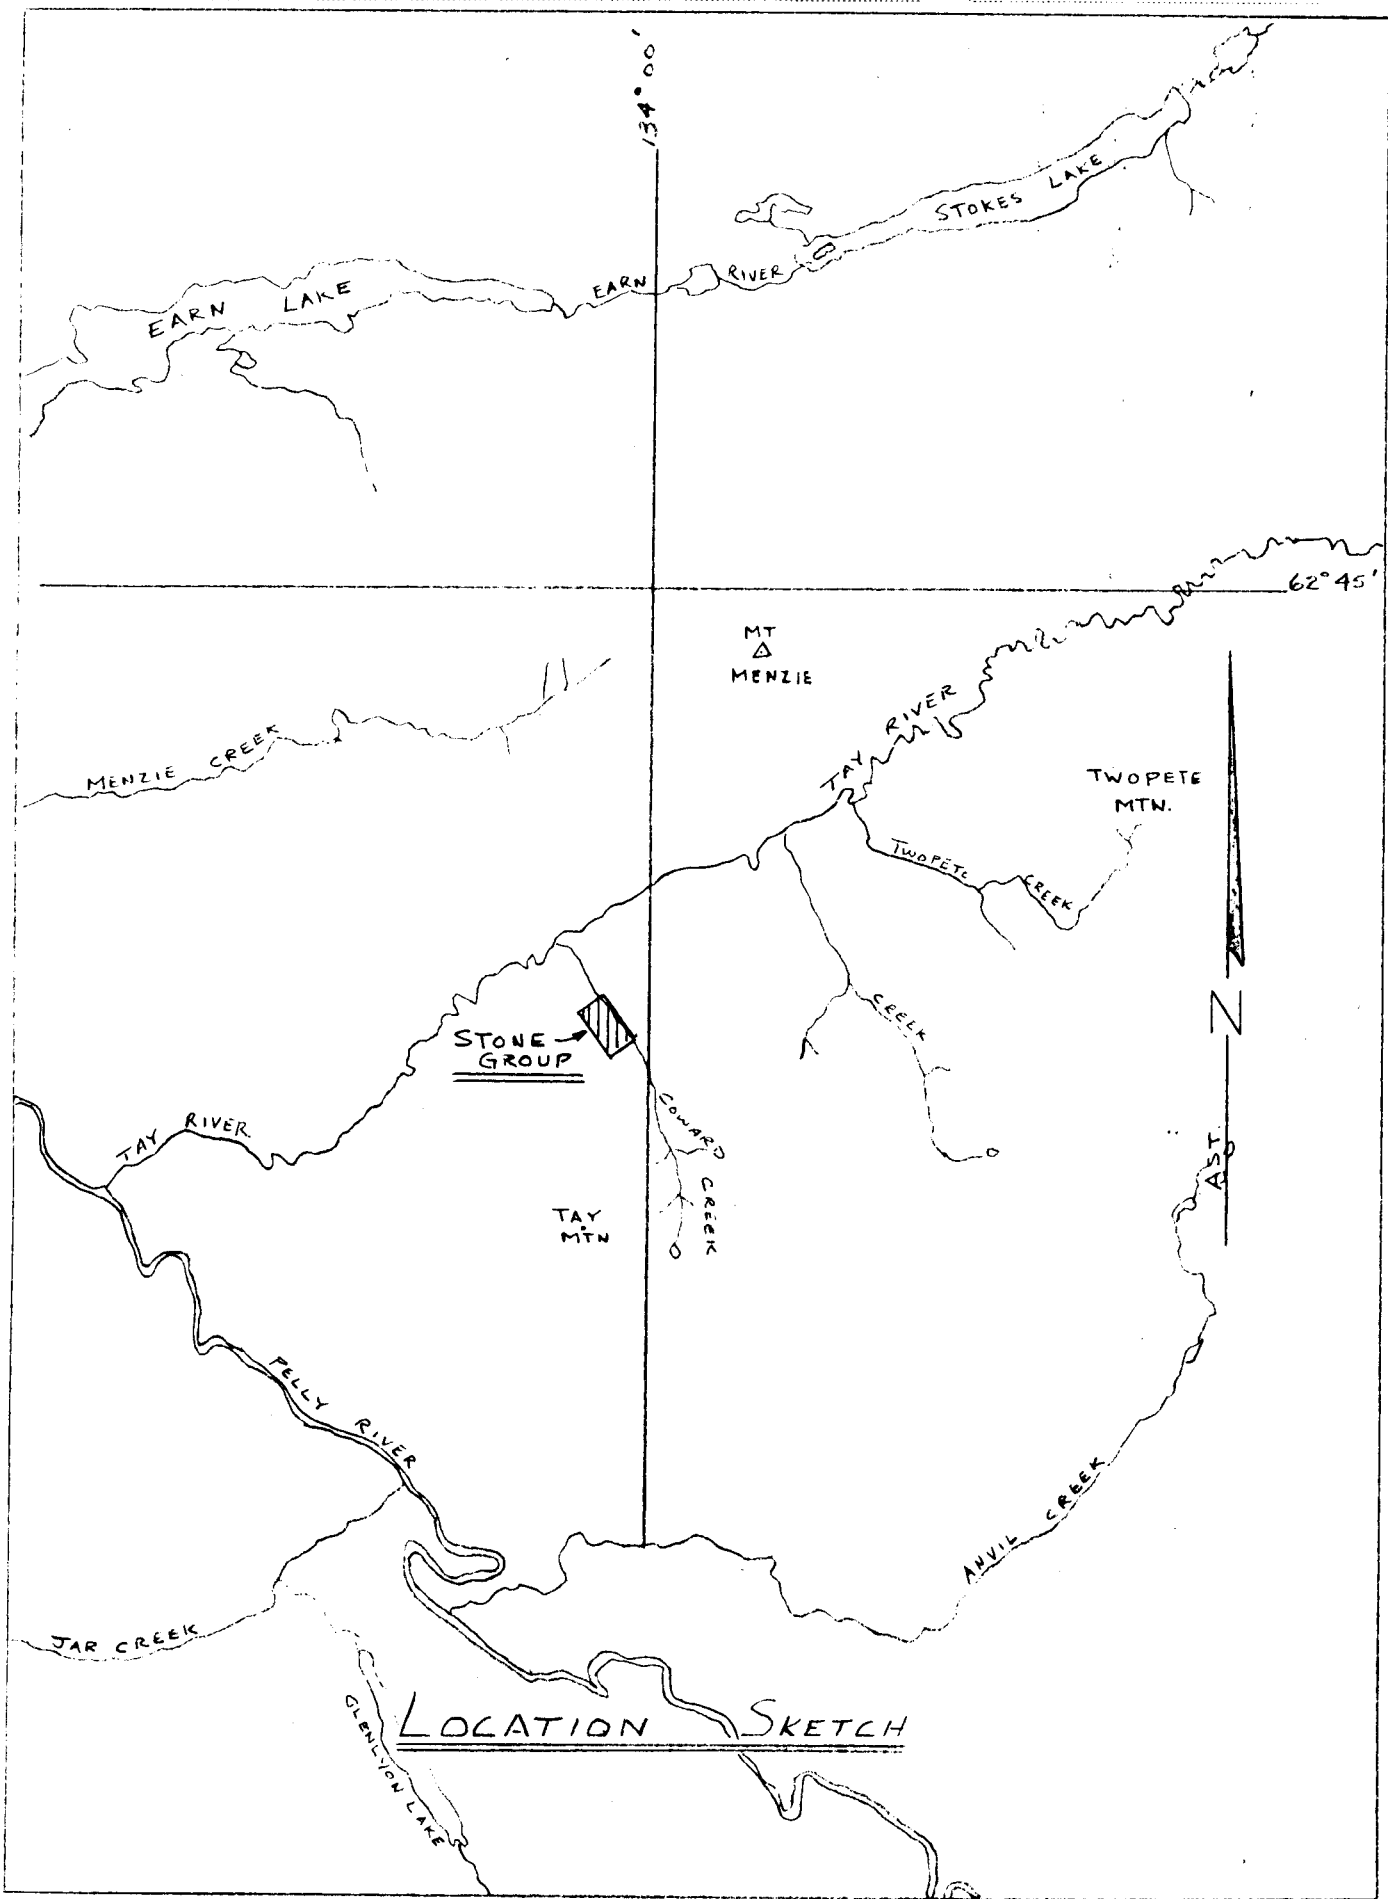 134° 00'
STOKES LAKE
EARN RIVER
EARN LAKE
62° 45'
MT
MENZIE
TAY RIVER
MENZIE CREEK
TWOPETE
MTN.
TWOPETE CREEK
CREEK
STONE
GROUP
N
AST.
TAY RIVER
COWARD CREEK
TAY
MTN
PELLY RIVER
ANVIL CREEK
JAR CREEK
GLENLYON LAKE
LOCATION SKETCH